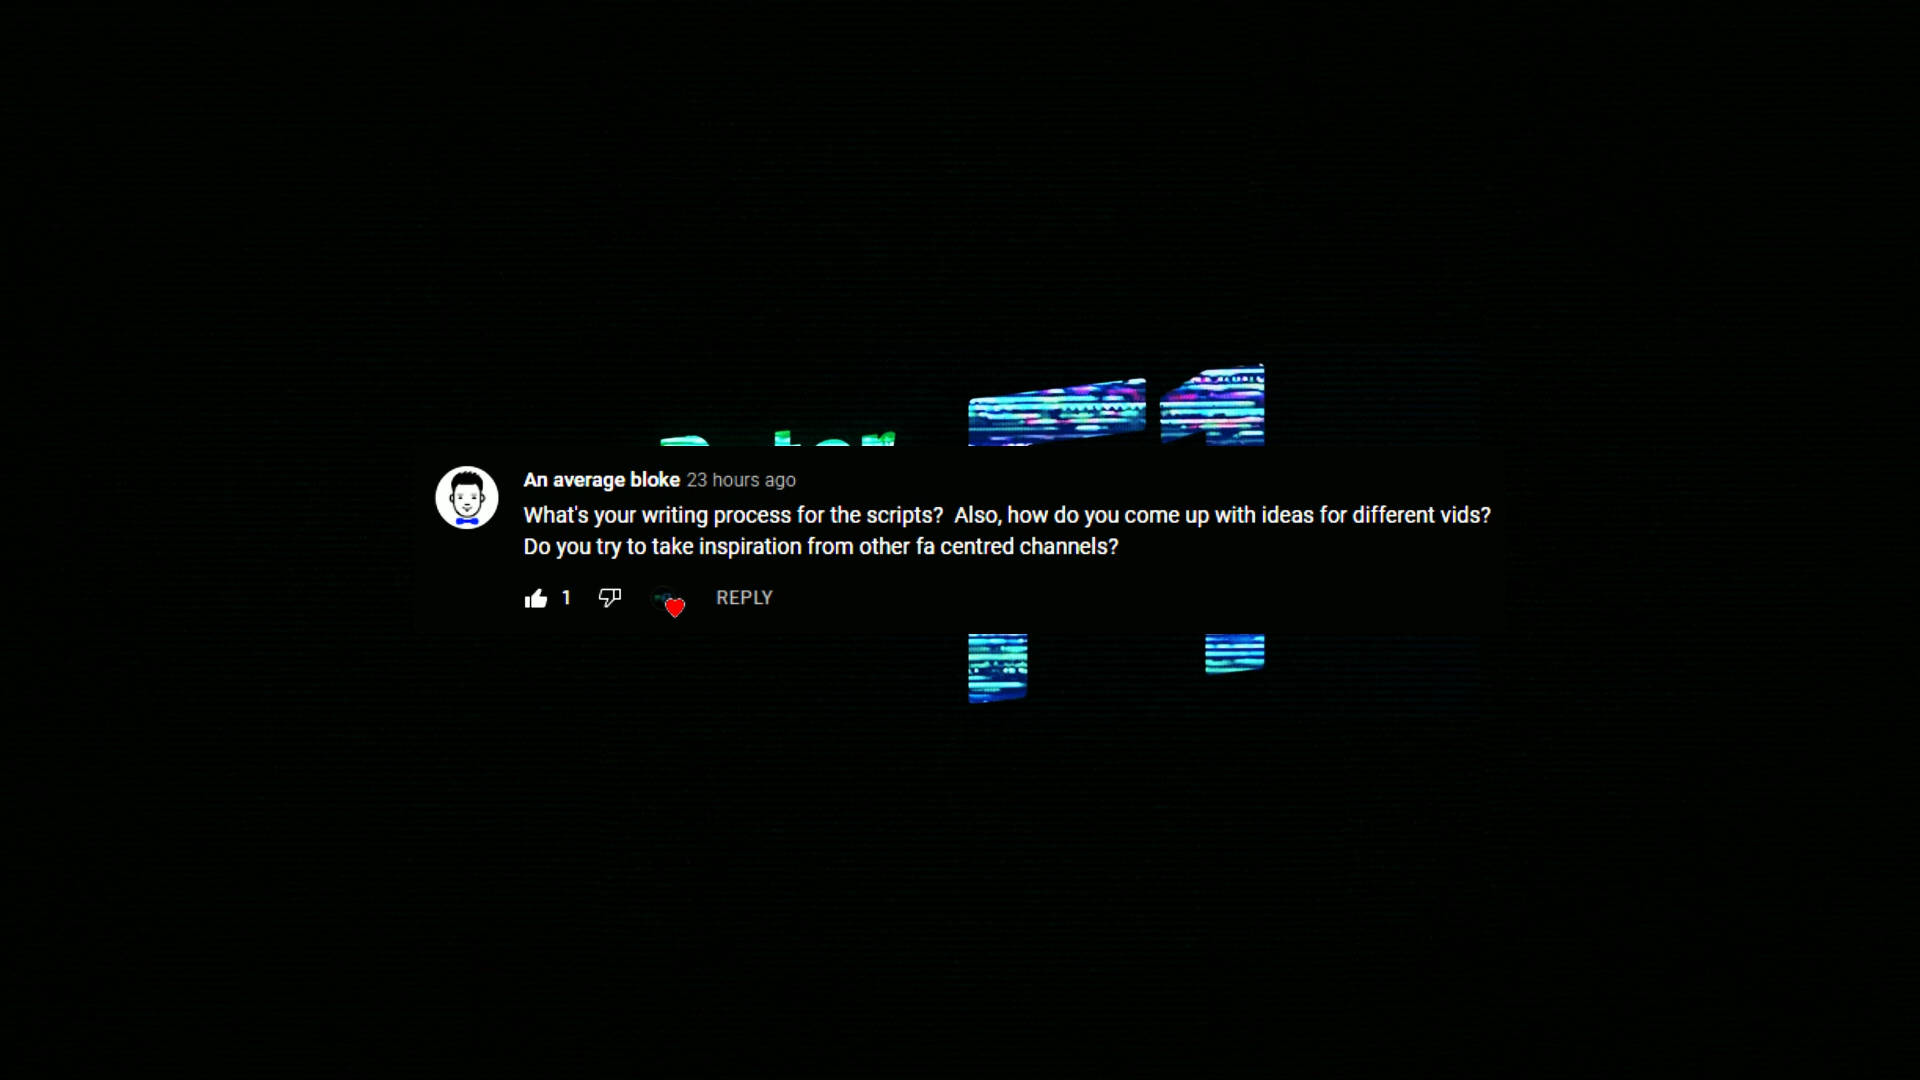 An average bloke 23 hours ago
What's your writing process for the scripts?  Also, how do you come up with ideas for different vids?
Do you try to take inspiration from other fa centred channels?
1 REPLY